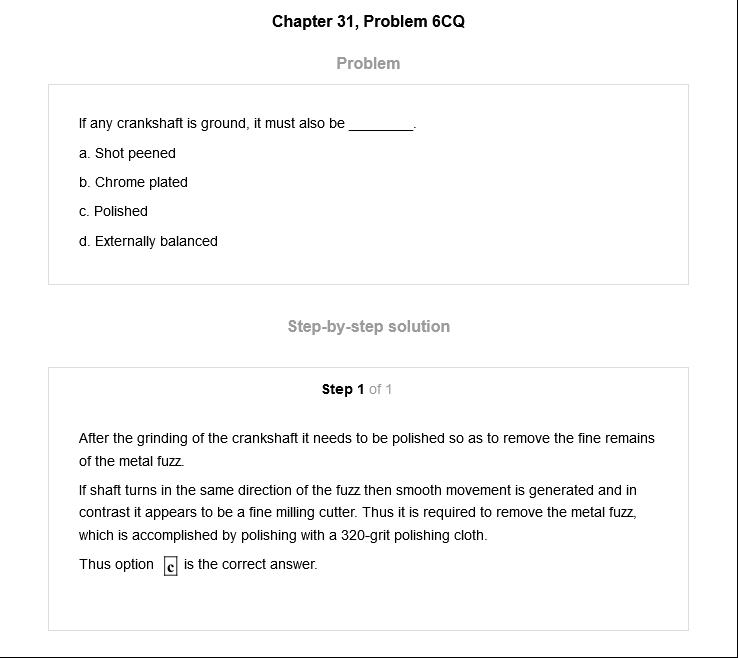 Chapter 31, Problem 6CQ
Problem
If any crankshaft is ground, it must also be ________.
a. Shot peened
b. Chrome plated
c. Polished
d. Externally balanced
Step-by-step solution
Step 1 of 1
After the grinding of the crankshaft it needs to be polished so as to remove the fine remains
of the metal fuzz.
If shaft turns in the same direction of the fuzz then smooth movement is generated and in
contrast it appears to be a fine milling cutter. Thus it is required to remove the metal fuzz,
which is accomplished by polishing with a 320-grit polishing cloth.
Thus option c is the correct answer.